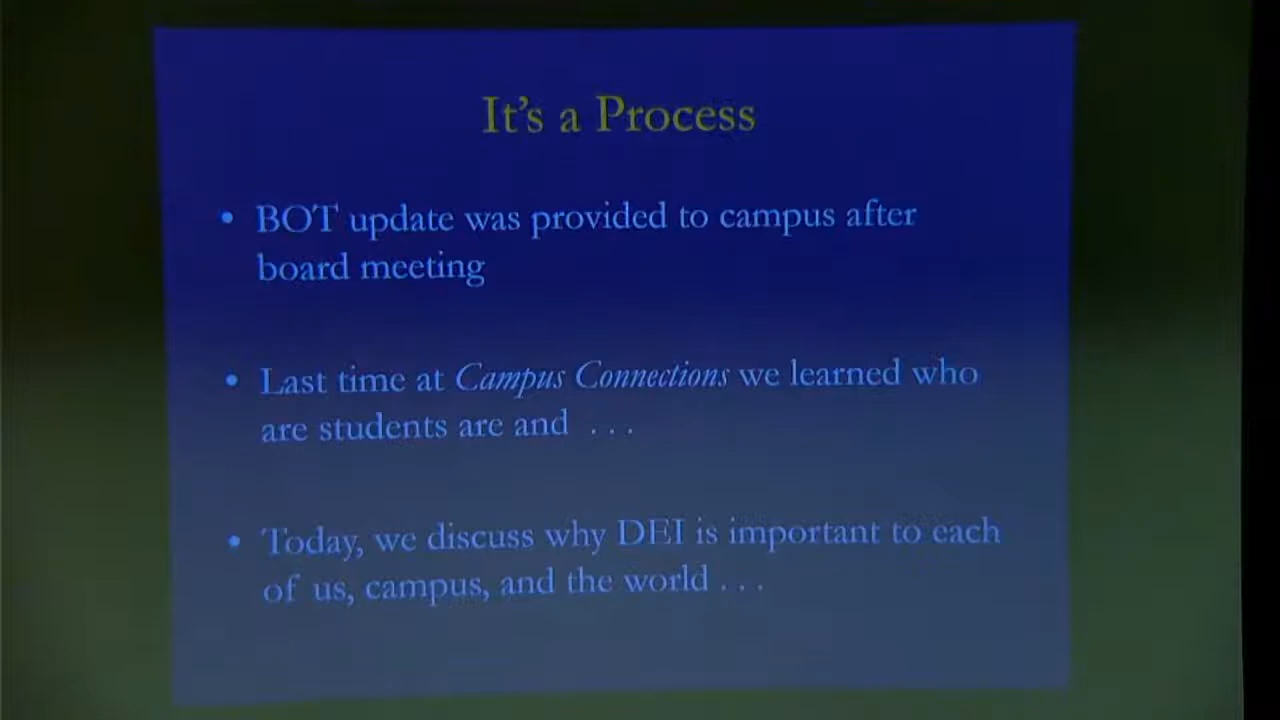 It's a Process
• BOT update was provided to campus after
board meeting
• Last time at Campus Connections we learned who
are students are and ...
• Today, we discuss why DEI is important to each
of us, campus, and the world ...